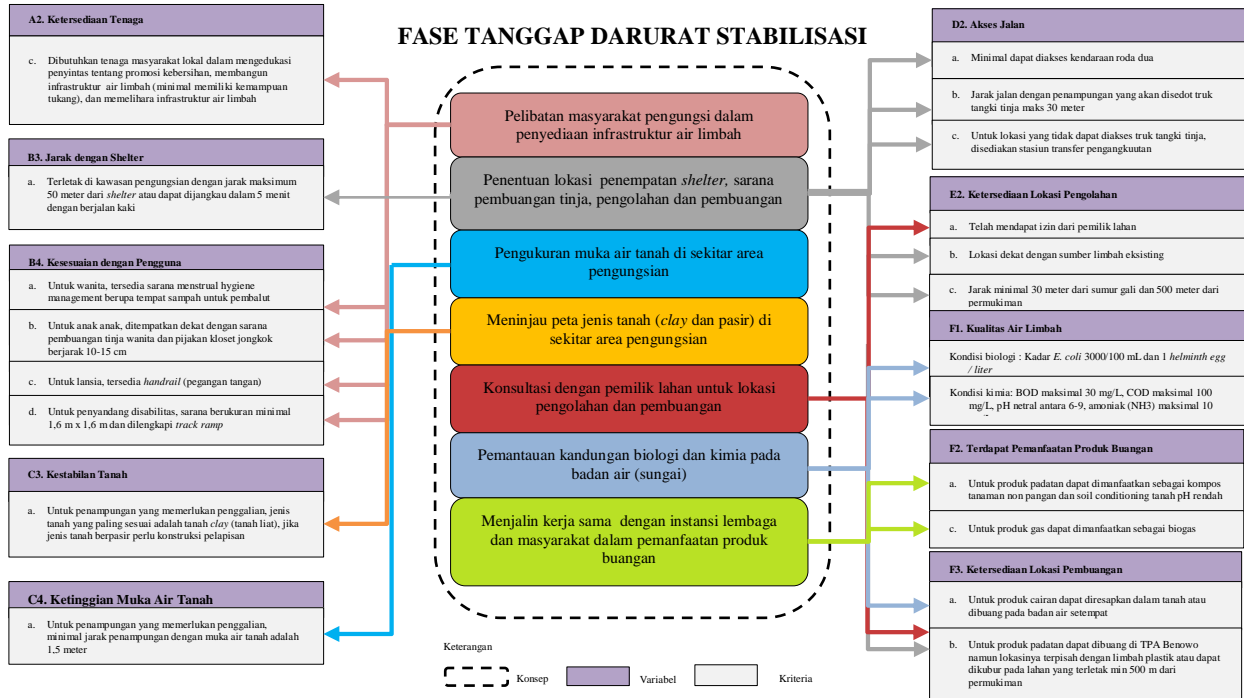 FASE TANGGAP DARURAT STABILISASI
A2. Ketersediaan Tenaga
c. Dibutuhkan tenaga masyarakat lokal dalam mengedukasi
penyintas tentang promosi kebersihan, membangun
infrastruktur air limbah (minimal memiliki kemampuan
tukang), dan memelihara infrastruktur air limbah
B3. Jarak dengan Shelter
a. Terletak di kawasan pengungsian dengan jarak maksimum
50 meter dari shelter atau dapat dijangkau dalam 5 menit
dengan berjalan kaki
B4. Kesesuaian dengan Pengguna
a. Untuk wanita, tersedia sarana menstrual hygiene
management berupa tempat sampah untuk pembalut
b. Untuk anak anak, ditempatkan dekat dengan sarana
pembuangan tinja wanita dan pijakan kloset jongkok
berjarak 10-15 cm
c. Untuk lansia, tersedia handrail (pegangan tangan)
d. Untuk penyandang disabilitas, sarana berukuran minimal
1,6 m x 1,6 m dan dilengkapi track ramp
C3. Kestabilan Tanah
a. Untuk penampungan yang memerlukan penggalian, jenis
tanah yang paling sesuai adalah tanah clay (tanah liat), jika
jenis tanah berpasir perlu konstruksi pelapisan
C4. Ketinggian Muka Air Tanah
a. Untuk penampungan yang memerlukan penggalian,
minimal jarak penampungan dengan muka air tanah adalah
1,5 meter
Pelibatan masyarakat pengungsi dalam
penyediaan infrastruktur air limbah
Penentuan lokasi penempatan shelter, sarana
pembuangan tinja, pengolahan dan pembuangan
Pengukuran muka air tanah di sekitar area
pengungsian
Meninjau peta jenis tanah (clay dan pasir) di
sekitar area pengungsian
Konsultasi dengan pemilik lahan untuk lokasi
pengolahan dan pembuangan
Pemantauan kandungan biologi dan kimia pada
badan air (sungai)
Menjalin kerja sama dengan instansi lembaga
dan masyarakat dalam pemanfaatan produk
buangan
Keterangan
Konsep
Variabel
Kriteria
D2. Akses Jalan
a. Minimal dapat diakses kendaraan roda dua
b. Jarak jalan dengan penampungan yang akan disedot truk
tangki tinja maks 30 meter
c. Untuk lokasi yang tidak dapat diakses truk tangki tinja,
disediakan stasiun transfer pengangkuutan
E2. Ketersediaan Lokasi Pengolahan
a. Telah mendapat izin dari pemilik lahan
b. Lokasi dekat dengan sumber limbah eksisting
c. Jarak minimal 30 meter dari sumur gali dan 500 meter dari
permukiman
F1. Kualitas Air Limbah
Kondisi biologi : Kadar E. coli 3000/100 mL dan 1 helminth egg
/ liter
Kondisi kimia: BOD maksimal 30 mg/L, COD maksimal 100
mg/L, pH netral antara 6-9, amoniak (NH3) maksimal 10
F2. Terdapat Pemanfaatan Produk Buangan
a. Untuk produk padatan dapat dimanfaatkan sebagai kompos
tanaman non pangan dan soil conditioning tanah pH rendah
c. Untuk produk gas dapat dimanfaatkan sebagai biogas
F3. Ketersediaan Lokasi Pembuangan
a. Untuk produk cairan dapat diresapkan dalam tanah atau
dibuang pada badan air setempat
b. Untuk produk padatan dapat dibuang di TPA Benowo
namun lokasinya terpisah dengan limbah plastik atau dapat
dikubur pada lahan yang terletak min 500 m dari
permukiman